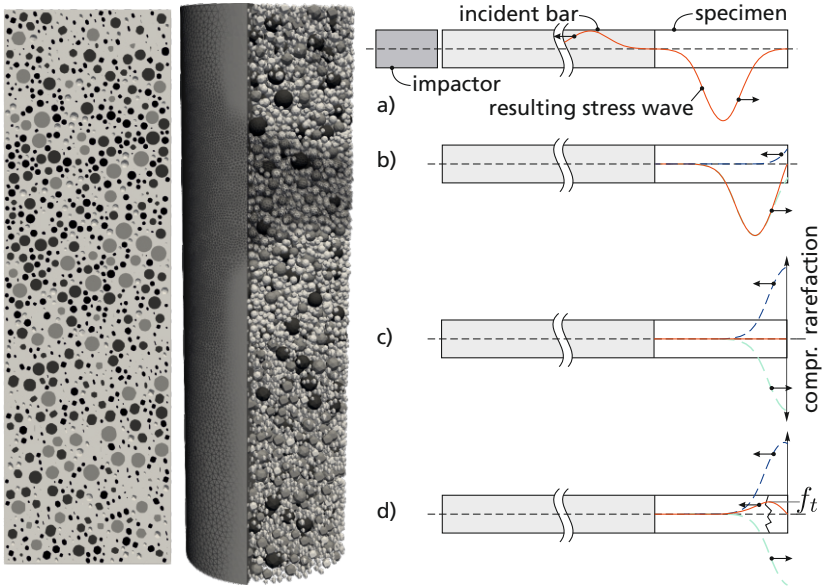 incident bar
specimen
impactor
a)
resulting stress wave
b)
c)
compr. rarefaction
d)
f_t